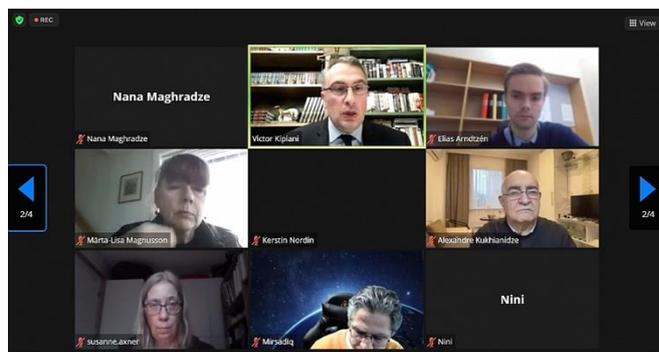 REC
View
Nana Maghradze
Nana Maghradze
Victor Kipiani
Elias Arndtzén
2/4
2/4
Märta-Lisa Magnusson
Kerstin Nordin
Alexandre Kukhianidze
Nini
susanne.axner
Mirsadiq
Nini